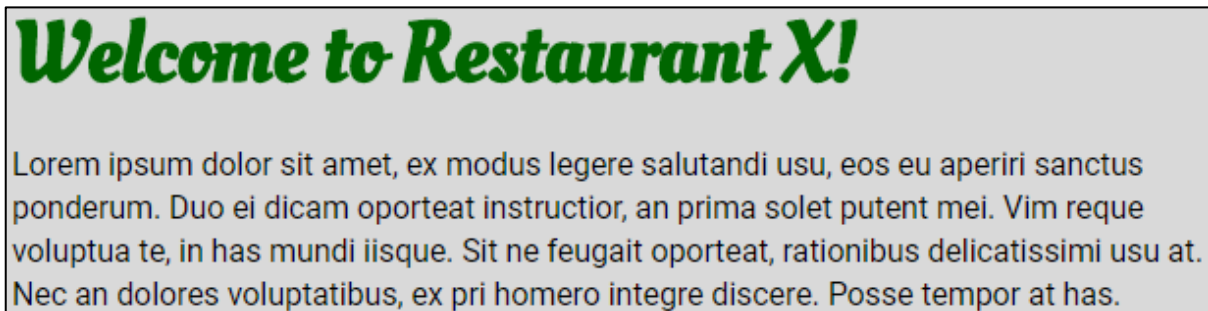 Welcome to Restaurant X!
Lorem ipsum dolor sit amet, ex modus legere salutandi usu, eos eu aperiri sanctus
ponderum. Duo ei dicam oporteat instructior, an prima solet putent mei. Vim reque
voluptua te, in has mundi iisque. Sit ne feugait oporteat, rationibus delicatissimi usu at.
Nec an dolores voluptatibus, ex pri homero integre discere. Posse tempor at has.